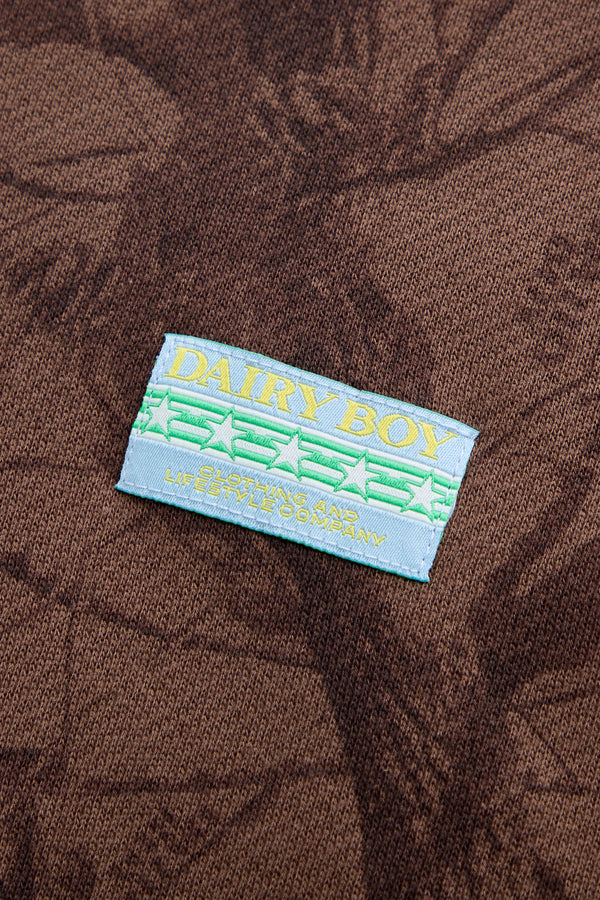 DAIRY BOY
CLOTHING AND
LIFESTYLE COMPANY